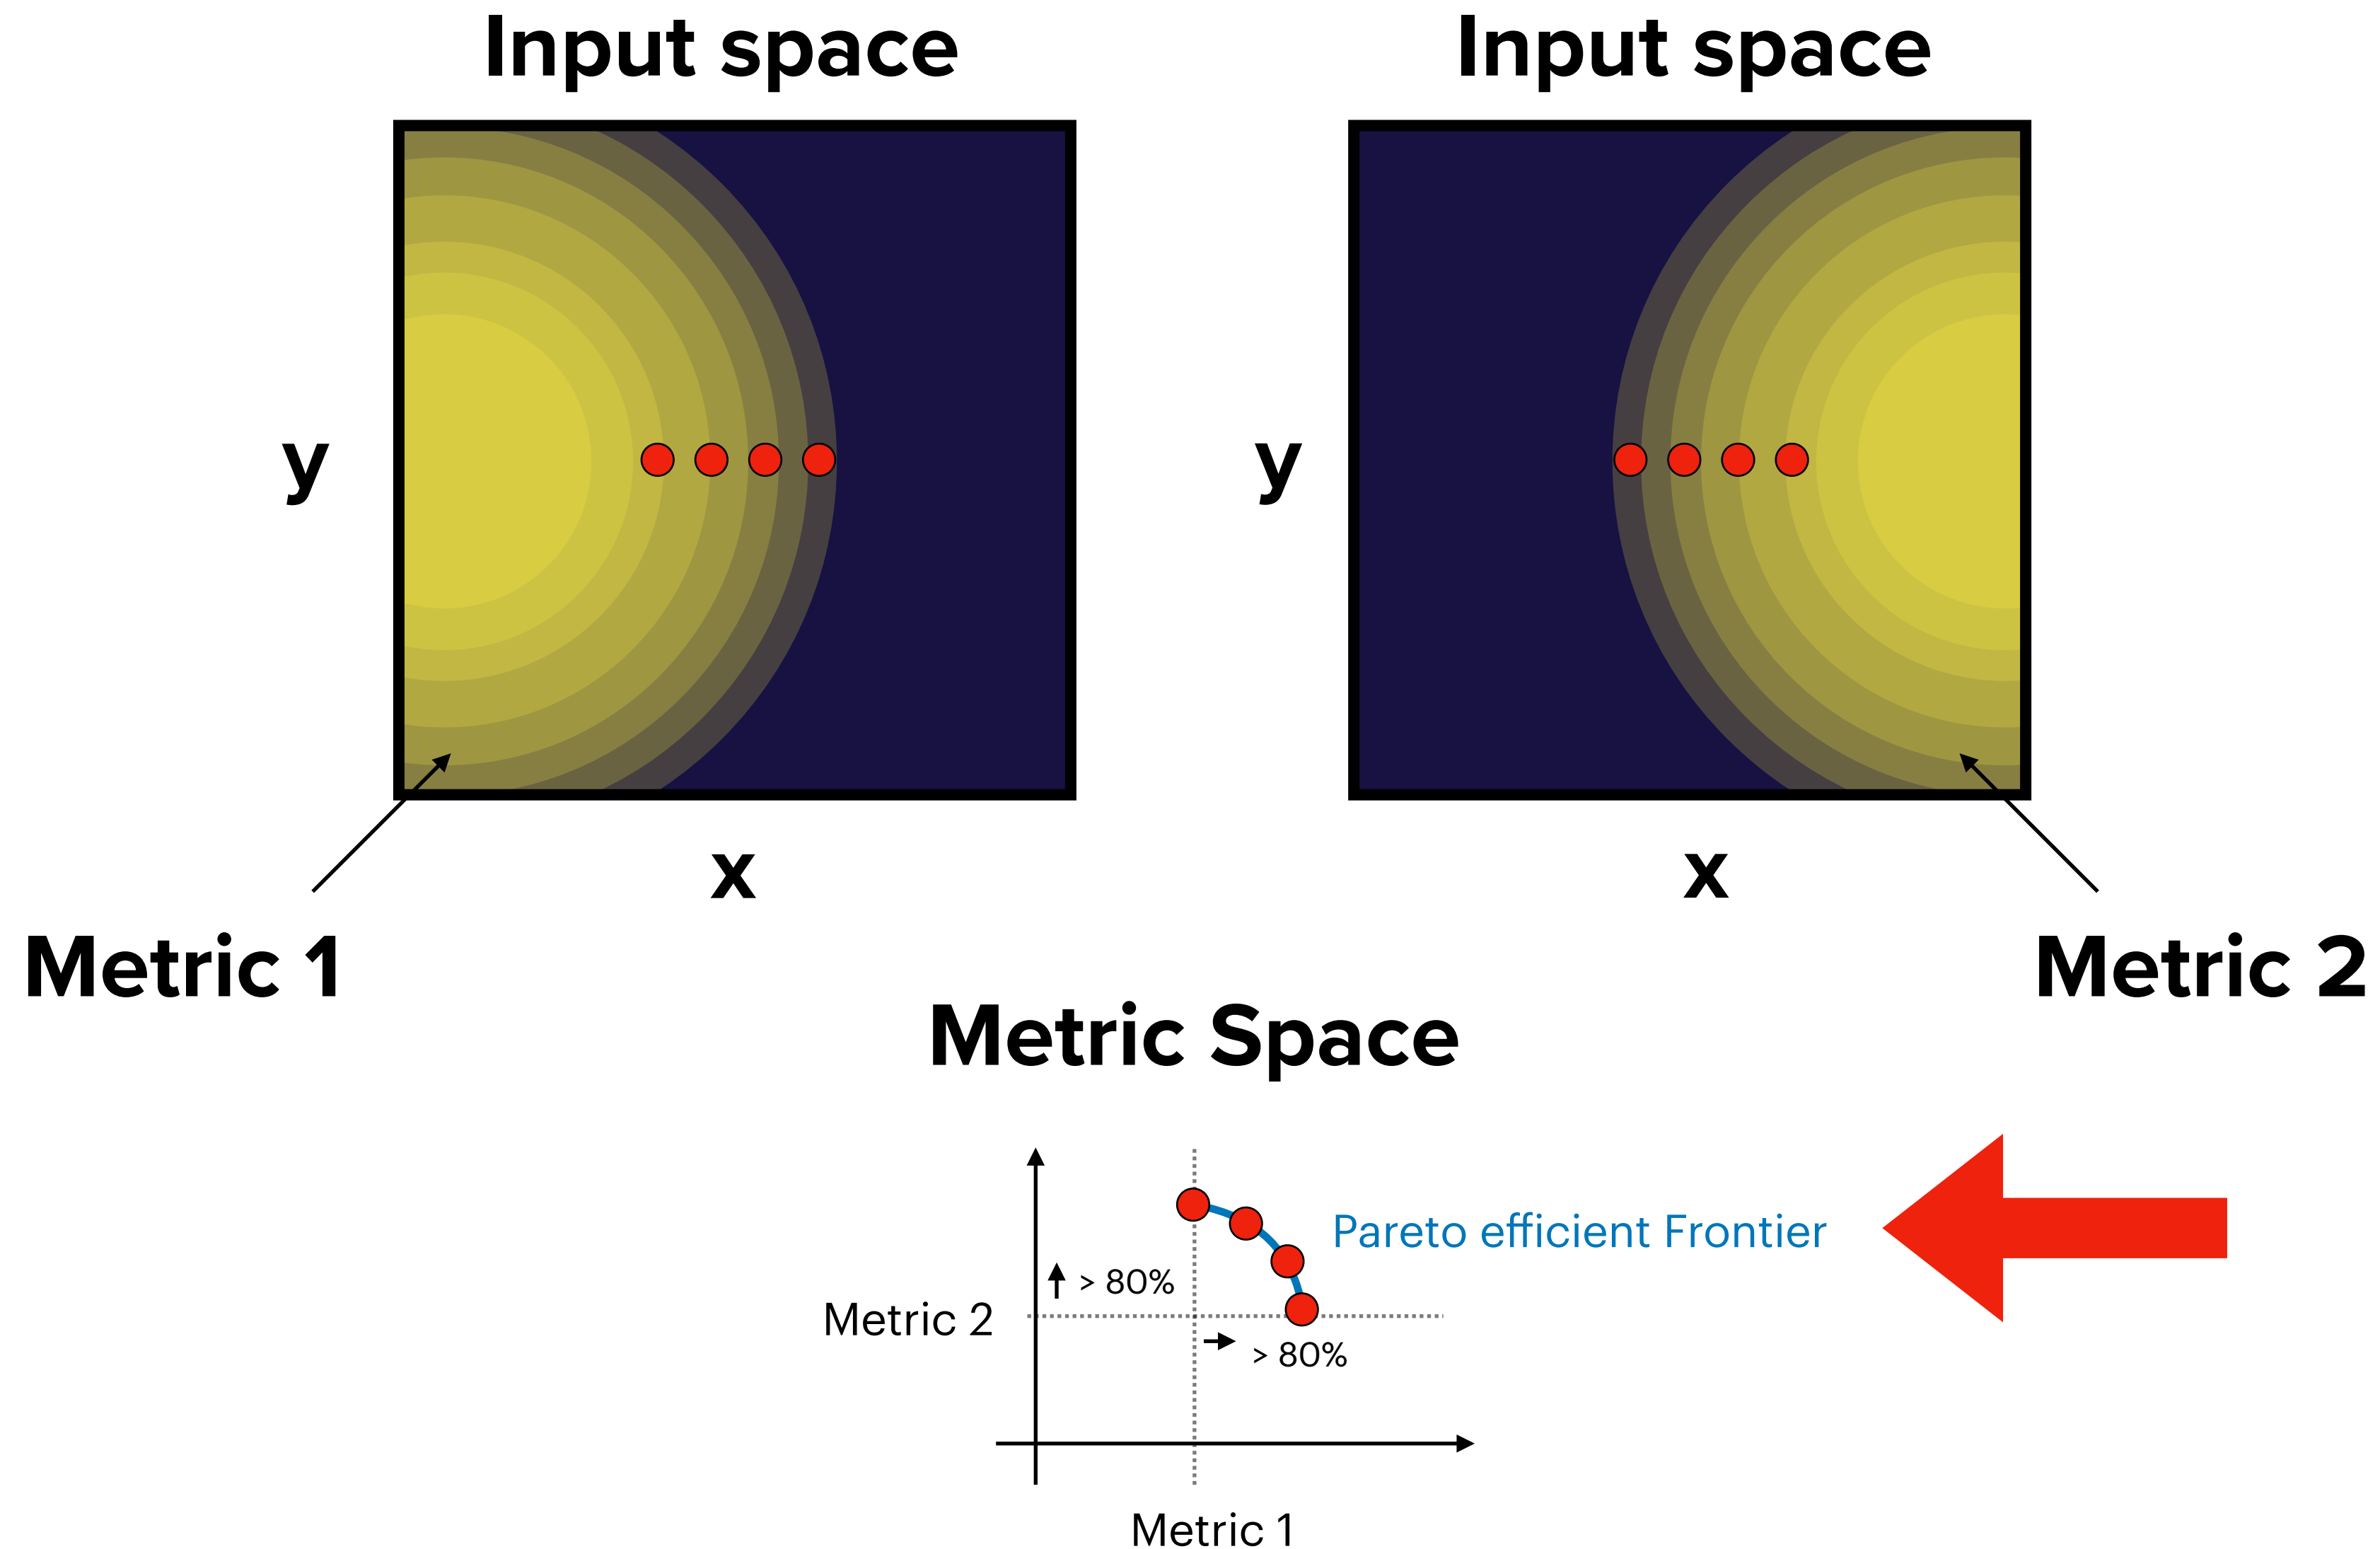 Input space
Input space
y
y
x
x
Metric 1
Metric 2
Metric Space
Pareto efficient Frontier
> 80%
Metric 2
> 80%
Metric 1